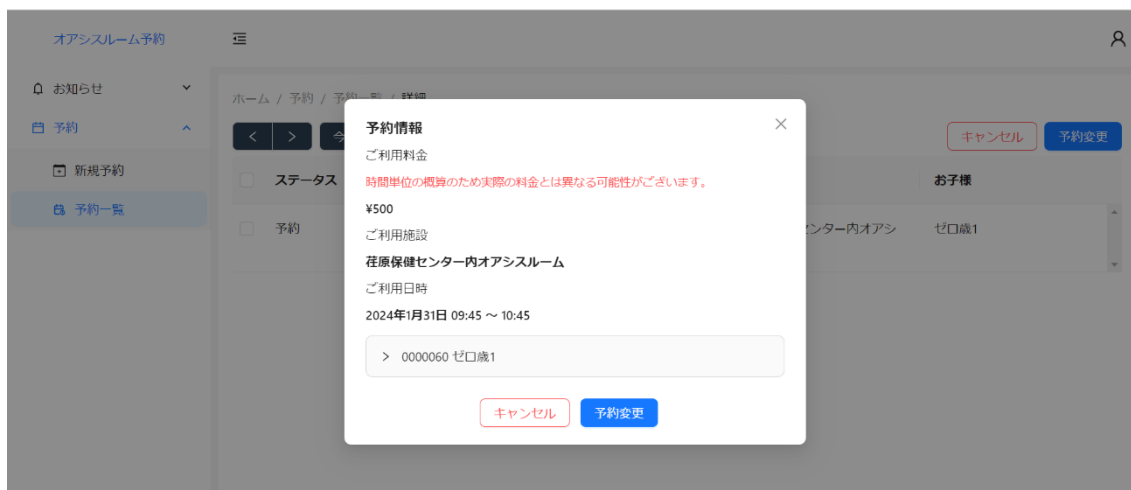 オアシスルーム予約
お知らせ
予約
新規予約
予約一覧
ホーム / 予約 / 予約一覧 / 詳細
< > 今
キャンセル 予約変更
ステータス お子様
予約 センター内オアシ ゼロ歳1
予約情報
ご利用料金
時間単位の概算のため実際の料金とは異なる可能性がございます。
¥500
ご利用施設
荏原保健センター内オアシスルーム
ご利用日時
2024年1月31日 09:45 ～ 10:45
> 0000060 ゼロ歳1
キャンセル 予約変更